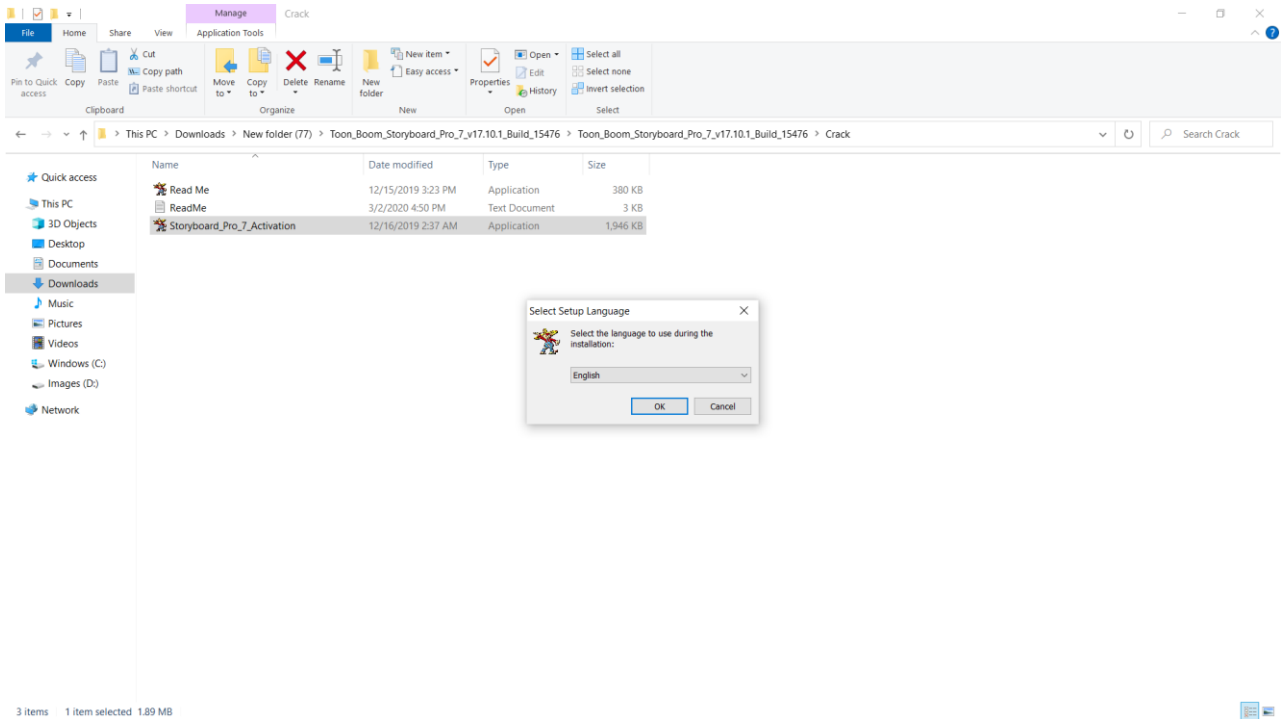 Manage Crack
File Home Share View Application Tools
Pin to Quick access
Copy
Paste
Cut
Copy path
Paste shortcut
Clipboard
Move to
Copy to
Delete
Rename
Organize
New folder
New item
Easy access
New
Properties
Open
Edit
History
Open
Select all
Select none
Invert selection
Select
This PC > Downloads > New folder (77) > Toon_Boom_Storyboard_Pro_7_v17.10.1_Build_15476 > Toon_Boom_Storyboard_Pro_7_v17.10.1_Build_15476 > Crack
Search Crack
Quick access
This PC
3D Objects
Desktop
Documents
Downloads
Music
Pictures
Videos
Windows (C:)
Images (D:)
Network
Name Date modified Type Size
Read Me 12/15/2019 3:23 PM Application 380 KB
ReadMe 3/2/2020 4:50 PM Text Document 3 KB
Storyboard_Pro_7_Activation 12/16/2019 2:37 AM Application 1,946 KB
Select Setup Language
Select the language to use during the
installation:
English
OK Cancel
3 items 1 item selected 1.89 MB